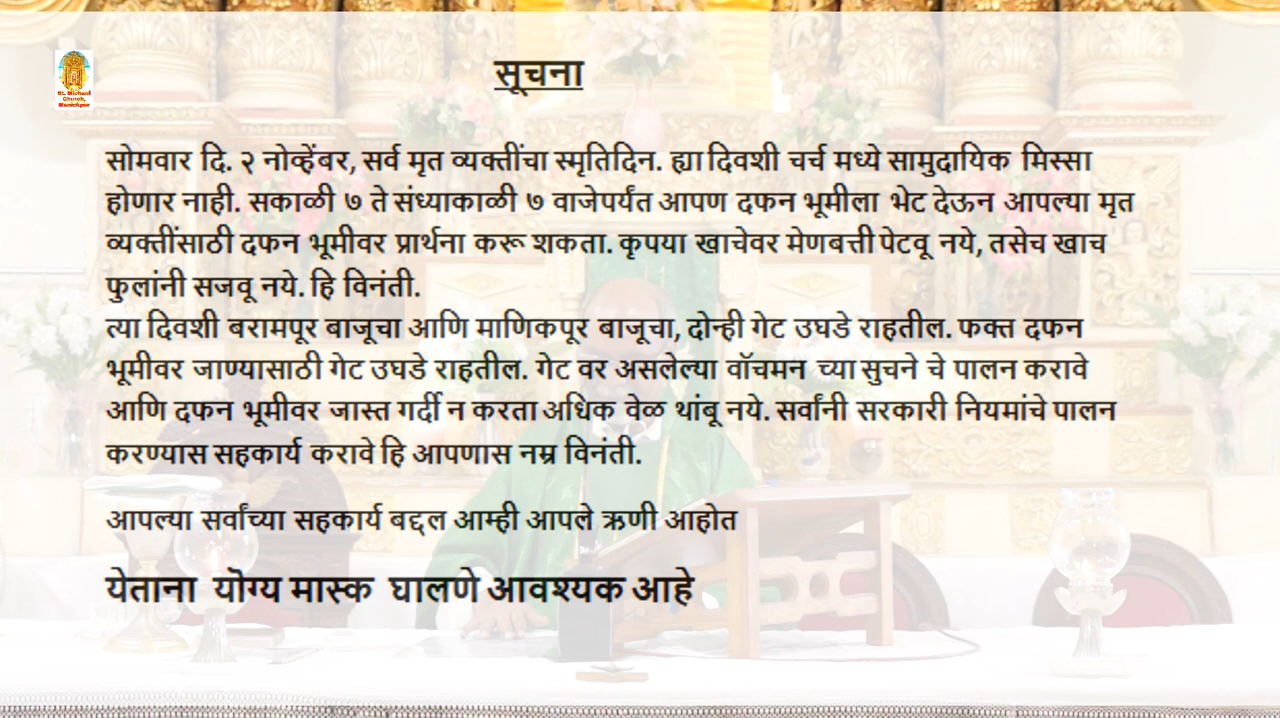 St. Michael
Church,
Manickpur
सूचना
सोमवार दि. २ नोव्हेंबर, सर्व मृत व्यक्तींचा स्मृतिदिन. ह्या दिवशी चर्च मध्ये सामुदायिक मिस्सा
होणार नाही. सकाळी ७ ते संध्याकाळी ७ वाजेपर्यंत आपण दफन भूमीला भेट देऊन आपल्या मृत
व्यक्तींसाठी दफन भूमीवर प्रार्थना करू शकता. कृपया खाचेवर मेणबत्ती पेटवू नये, तसेच खाच
फुलांनी सजवू नये. हि विनंती.
त्या दिवशी बरामपूर बाजूचा आणि माणिकपूर बाजूचा, दोन्ही गेट उघडे राहतील. फक्त दफन
भूमीवर जाण्यासाठी गेट उघडे राहतील. गेट वर असलेल्या वॉचमन च्या सुचने चे पालन करावे
आणि दफन भूमीवर जास्त गर्दी न करता अधिक वेळ थांबू नये. सर्वांनी सरकारी नियमांचे पालन
करण्यास सहकार्य करावे हि आपणास नम्र विनंती.
आपल्या सर्वांच्या सहकार्य बद्दल आम्ही आपले ऋणी आहोत
येताना यॊग्य मास्क घालणे आवश्यक आहे